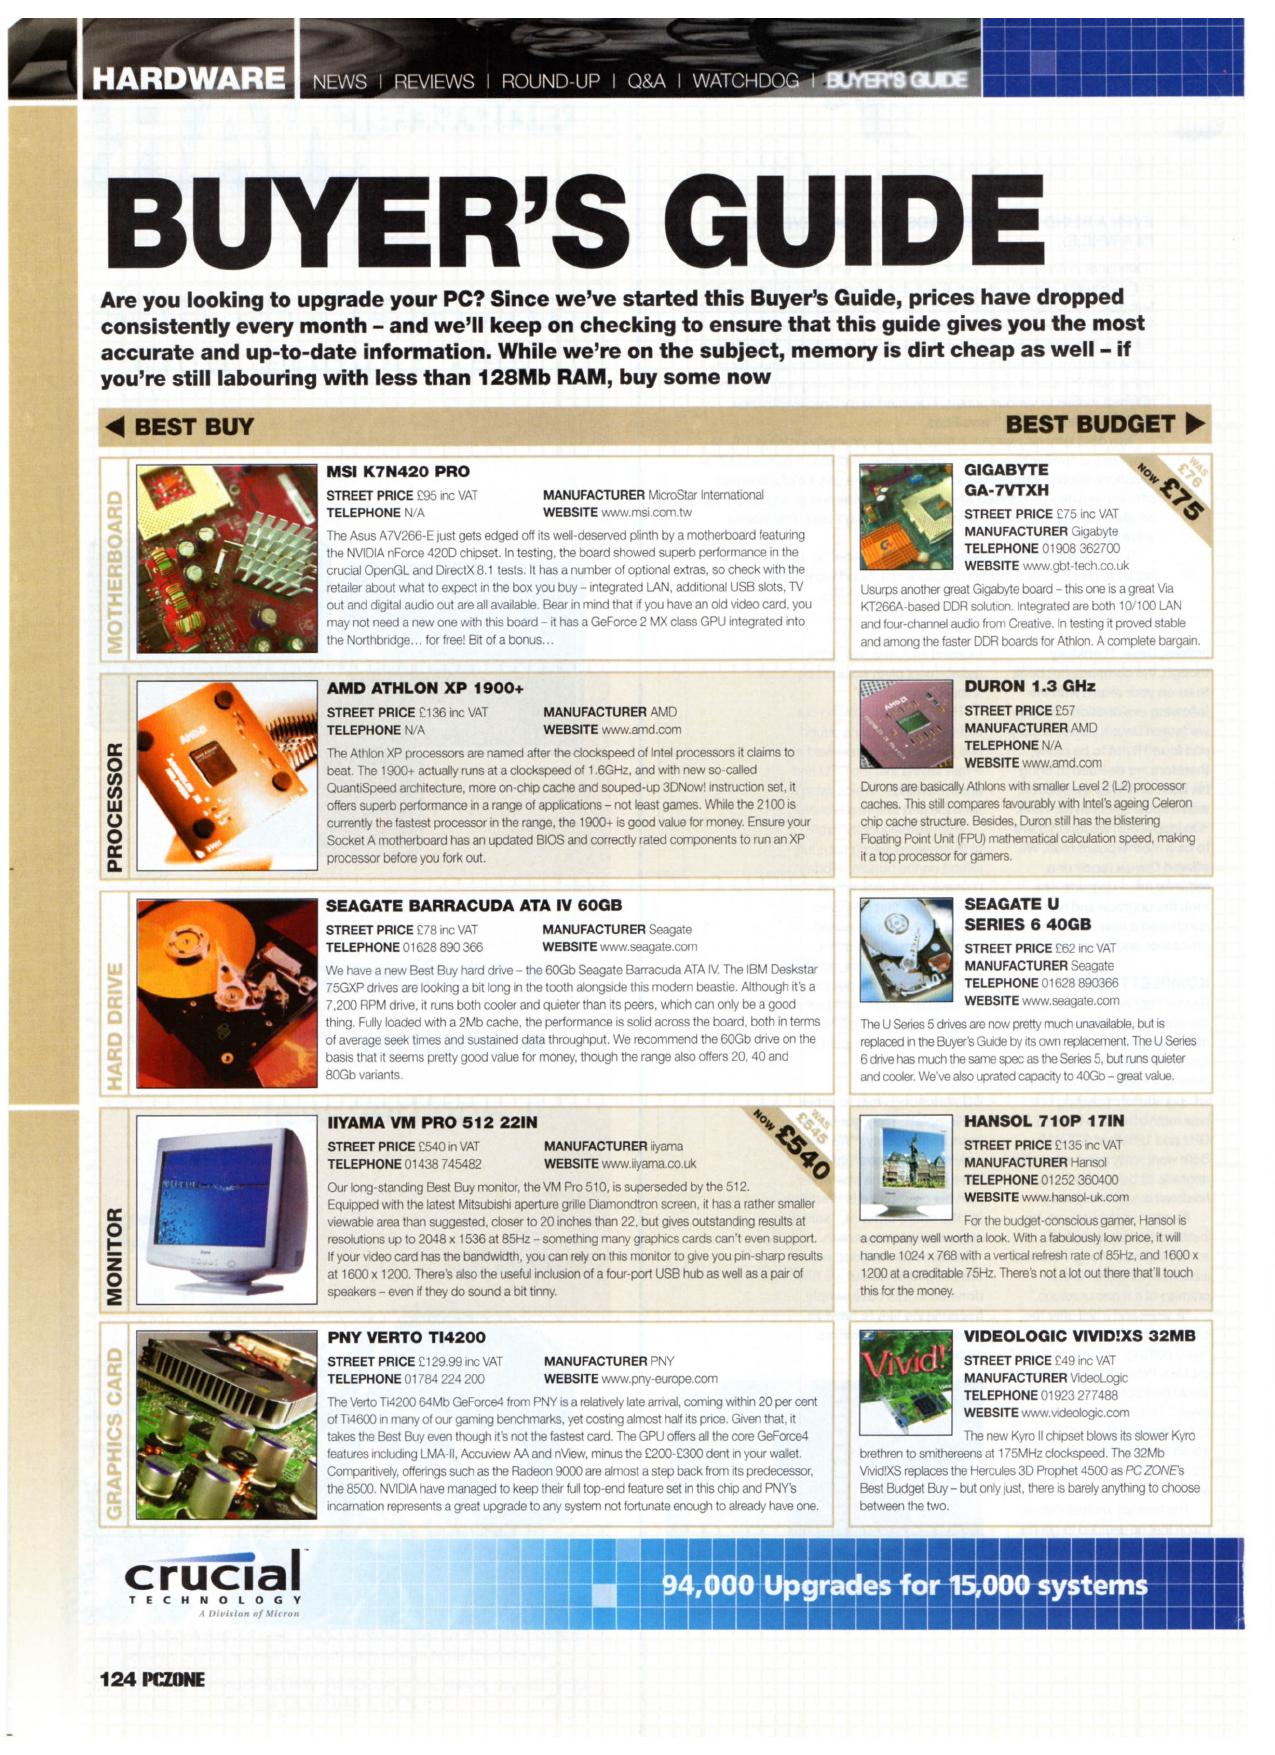 HARDWARE
NEWS | REVIEWS | ROUND-UP | Q&A | WATCHDOG | BUYER'S GUIDE
BUYER'S GUIDE
Are you looking to upgrade your PC? Since we've started this Buyer's Guide, prices have dropped
consistently every month – and we'll keep on checking to ensure that this guide gives you the most
accurate and up-to-date information. While we're on the subject, memory is dirt cheap as well – if
you're still labouring with less than 128Mb RAM, buy some now
◀ BEST BUY
BEST BUDGET ▶
MOTHERBOARD
MSI K7N420 PRO
STREET PRICE £95 inc VAT MANUFACTURER MicroStar International
TELEPHONE N/A WEBSITE www.msi.com.tw
The Asus A7V266-E just gets edged off its well-deserved plinth by a motherboard featuring
the NVIDIA nForce 420D chipset. In testing, the board showed superb performance in the
crucial OpenGL and DirectX 8.1 tests. It has a number of optional extras, so check with the
retailer about what to expect in the box you buy – integrated LAN, additional USB slots, TV
out and digital audio out are all available. Bear in mind that if you have an old video card, you
may not need a new one with this board – it has a GeForce 2 MX class GPU integrated into
the Northbridge... for free! Bit of a bonus...
GIGABYTE
GA-7VTXH
WAS
£76
NOW £75
STREET PRICE £75 inc VAT
MANUFACTURER Gigabyte
TELEPHONE 01908 362700
WEBSITE www.gbt-tech.co.uk
Usurps another great Gigabyte board – this one is a great Via
KT266A-based DDR solution. Integrated are both 10/100 LAN
and four-channel audio from Creative. In testing it proved stable
and among the faster DDR boards for Athlon. A complete bargain.
PROCESSOR
AMD ATHLON XP 1900+
STREET PRICE £136 inc VAT MANUFACTURER AMD
TELEPHONE N/A WEBSITE www.amd.com
The Athlon XP processors are named after the clockspeed of Intel processors it claims to
beat. The 1900+ actually runs at a clockspeed of 1.6GHz, and with new so-called
QuantiSpeed architecture, more on-chip cache and souped-up 3DNow! instruction set, it
offers superb performance in a range of applications – not least games. While the 2100 is
currently the fastest processor in the range, the 1900+ is good value for money. Ensure your
Socket A motherboard has an updated BIOS and correctly rated components to run an XP
processor before you fork out.
DURON 1.3 GHz
STREET PRICE £57
MANUFACTURER AMD
TELEPHONE N/A
WEBSITE www.amd.com
Durons are basically Athlons with smaller Level 2 (L2) processor
caches. This still compares favourably with Intel's ageing Celeron
chip cache structure. Besides, Duron still has the blistering
Floating Point Unit (FPU) mathematical calculation speed, making
it a top processor for gamers.
HARD DRIVE
SEAGATE BARRACUDA ATA IV 60GB
STREET PRICE £78 inc VAT MANUFACTURER Seagate
TELEPHONE 01628 890 366 WEBSITE www.seagate.com
We have a new Best Buy hard drive – the 60Gb Seagate Barracuda ATA IV. The IBM Deskstar
75GXP drives are looking a bit long in the tooth alongside this modern beastie. Although it's a
7,200 RPM drive, it runs both cooler and quieter than its peers, which can only be a good
thing. Fully loaded with a 2Mb cache, the performance is solid across the board, both in terms
of average seek times and sustained data throughput. We recommend the 60Gb drive on the
basis that it seems pretty good value for money, though the range also offers 20, 40 and
80Gb variants.
SEAGATE U
SERIES 6 40GB
STREET PRICE £62 inc VAT
MANUFACTURER Seagate
TELEPHONE 01628 890366
WEBSITE www.seagate.com
The U Series 5 drives are now pretty much unavailable, but is
replaced in the Buyer's Guide by its own replacement. The U Series
6 drive has much the same spec as the Series 5, but runs quieter
and cooler. We've also uprated capacity to 40Gb – great value.
MONITOR
IIYAMA VM PRO 512 22IN
WAS
£545
NOW £540
STREET PRICE £540 in VAT MANUFACTURER iiyama
TELEPHONE 01438 745482 WEBSITE www.iiyama.co.uk
Our long-standing Best Buy monitor, the VM Pro 510, is superseded by the 512.
Equipped with the latest Mitsubishi aperture grille Diamondtron screen, it has a rather smaller
viewable area than suggested, closer to 20 inches than 22, but gives outstanding results at
resolutions up to 2048 x 1536 at 85Hz – something many graphics cards can't even support.
If your video card has the bandwidth, you can rely on this monitor to give you pin-sharp results
at 1600 x 1200. There's also the useful inclusion of a four-port USB hub as well as a pair of
speakers – even if they do sound a bit tinny.
HANSOL 710P 17IN
STREET PRICE £135 inc VAT
MANUFACTURER Hansol
TELEPHONE 01252 360400
WEBSITE www.hansol-uk.com
For the budget-conscious gamer, Hansol is
a company well worth a look. With a fabulously low price, it will
handle 1024 x 768 with a vertical refresh rate of 85Hz, and 1600 x
1200 at a creditable 75Hz. There's not a lot out there that'll touch
this for the money.
GRAPHICS CARD
PNY VERTO TI4200
STREET PRICE £129.99 inc VAT MANUFACTURER PNY
TELEPHONE 01784 224 200 WEBSITE www.pny-europe.com
The Verto Ti4200 64Mb GeForce4 from PNY is a relatively late arrival, coming within 20 per cent
of Ti4600 in many of our gaming benchmarks, yet costing almost half its price. Given that, it
takes the Best Buy even though it's not the fastest card. The GPU offers all the core GeForce4
features including LMA-II, Accuview AA and nView, minus the £200-£300 dent in your wallet.
Comparitively, offerings such as the Radeon 9000 are almost a step back from its predecessor,
the 8500. NVIDIA have managed to keep their full top-end feature set in this chip and PNY's
incarnation represents a great upgrade to any system not fortunate enough to already have one.
Vivid!
VIDEOLOGIC VIVID!XS 32MB
STREET PRICE £49 inc VAT
MANUFACTURER VideoLogic
TELEPHONE 01923 277488
WEBSITE www.videologic.com
The new Kyro II chipset blows its slower Kyro
brethren to smithereens at 175MHz clockspeed. The 32Mb
Vivid!XS replaces the Hercules 3D Prophet 4500 as PC ZONE's
Best Budget Buy – but only just, there is barely anything to choose
between the two.
crucial™
TECHNOLOGY
A Division of Micron
94,000 Upgrades for 15,000 systems
124 PCZONE